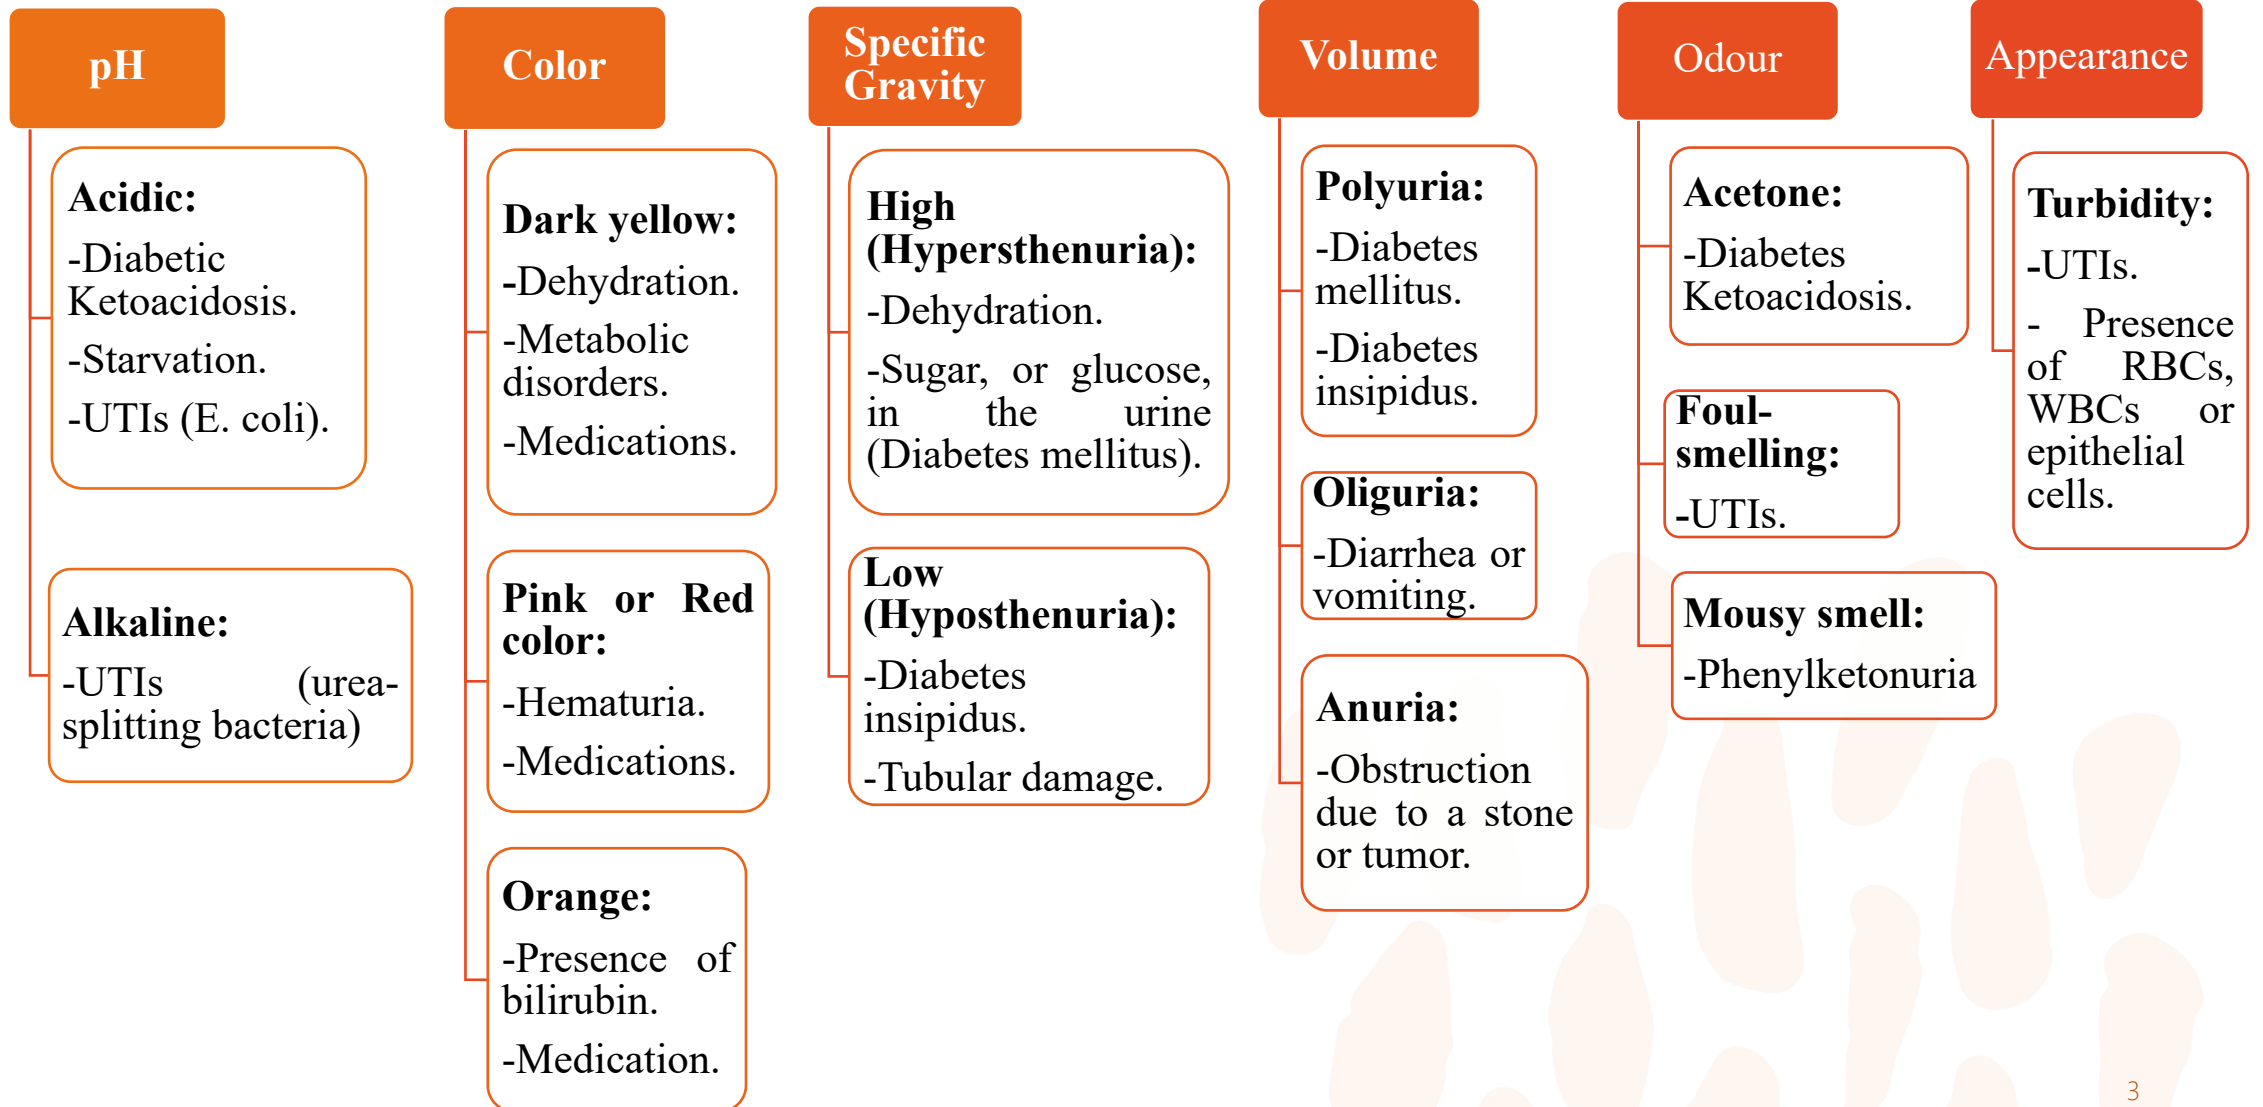 pH
Acidic:
-Diabetic
Ketoacidosis.
-Starvation.
-UTIs (E. coli).
Alkaline:
-UTIs (urea-
splitting bacteria)
Color
Dark yellow:
-Dehydration.
-Metabolic
disorders.
-Medications.
Pink or Red
color:
-Hematuria.
-Medications.
Orange:
-Presence of
bilirubin.
-Medication.
Specific
Gravity
High
(Hypersthenuria):
-Dehydration.
-Sugar, or glucose,
in the urine
(Diabetes mellitus).
Low
(Hyposthenuria):
-Diabetes
insipidus.
-Tubular damage.
Volume
Polyuria:
-Diabetes
mellitus.
-Diabetes
insipidus.
Oliguria:
-Diarrhea or
vomiting.
Anuria:
-Obstruction
due to a stone
or tumor.
Odour
Acetone:
-Diabetes
Ketoacidosis.
Foul-
smelling:
-UTIs.
Mousy smell:
-Phenylketonuria
Appearance
Turbidity:
-UTIs.
- Presence
of RBCs,
WBCs or
epithelial
cells.
3